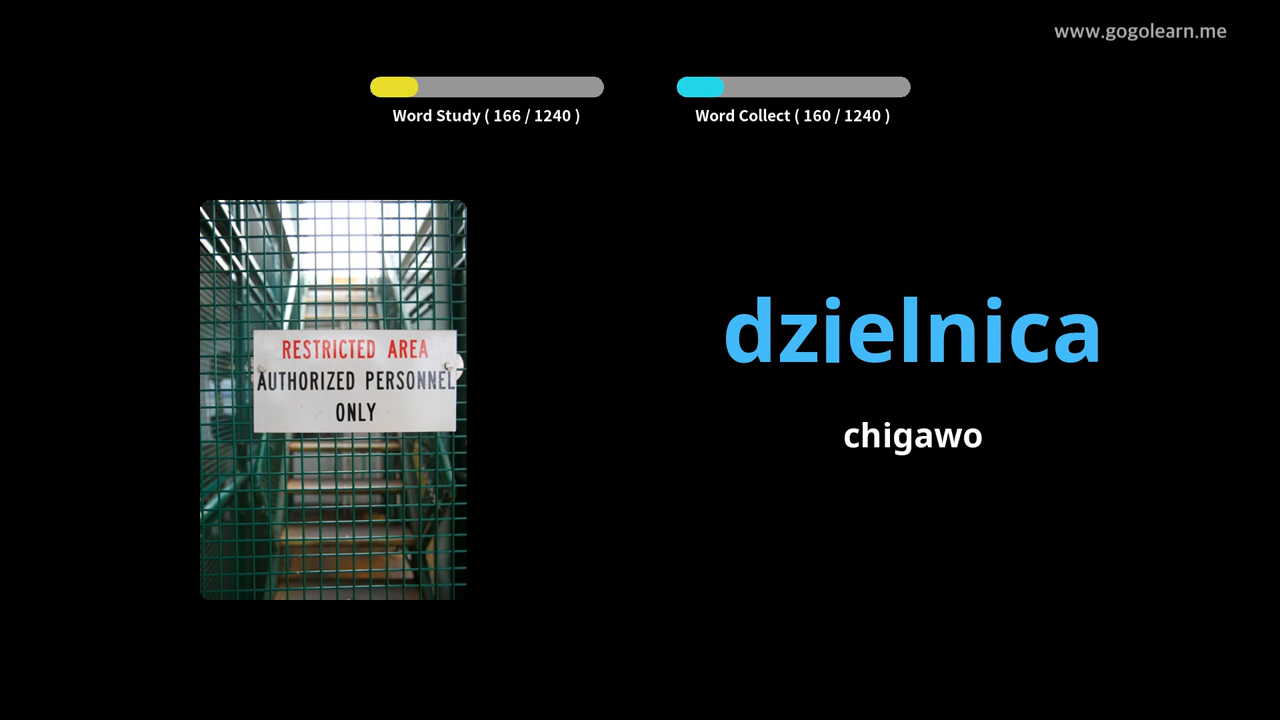 www.gogolearn.me
Word Study ( 166 / 1240 )
Word Collect ( 160 / 1240 )
RESTRICTED AREA
AUTHORIZED PERSONNEL
ONLY
dzielnica
chigawo